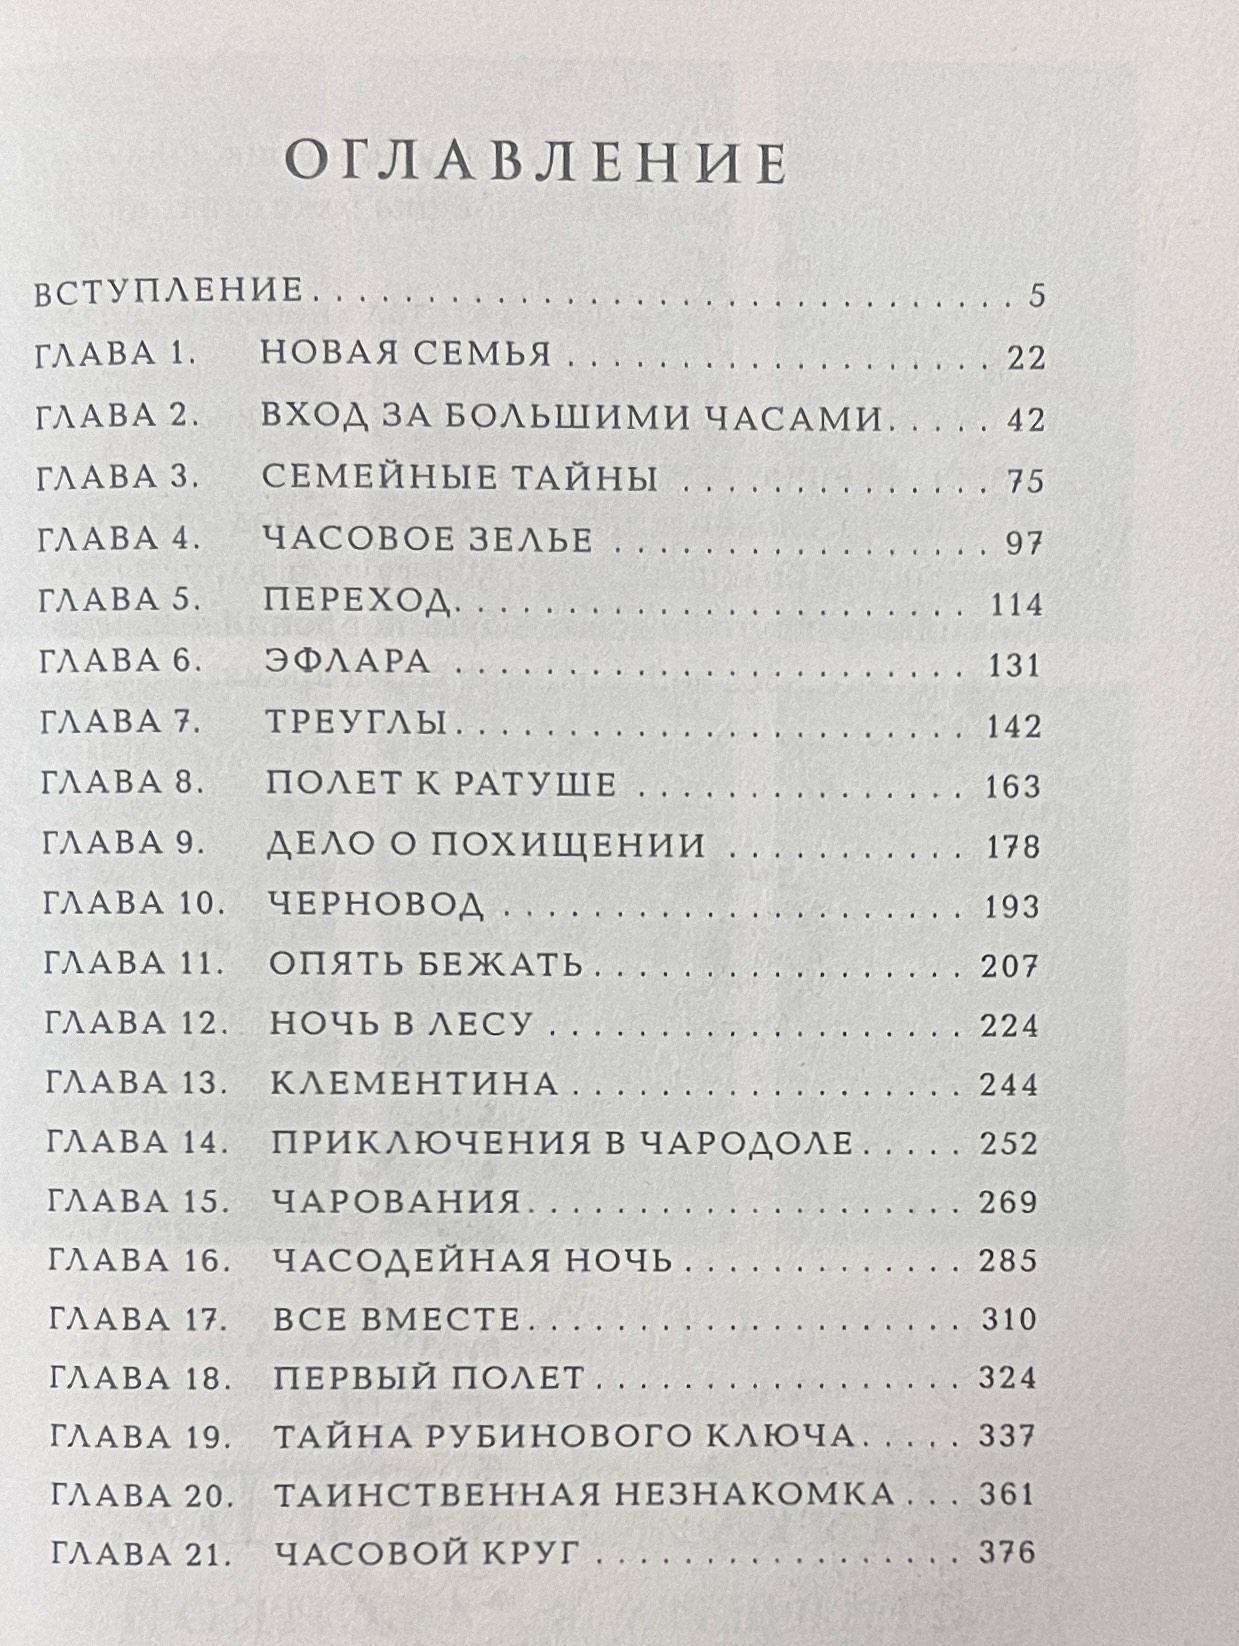 ОГЛАВЛЕНИЕ
ВСТУПЛЕНИЕ. . . . . . . . . . . . . . . . . . . . . . . . . . . . . . . 5
ГЛАВА 1. НОВАЯ СЕМЬЯ . . . . . . . . . . . . . . . . . . . 22
ГЛАВА 2. ВХОД ЗА БОЛЬШИМИ ЧАСАМИ. . . . . 42
ГЛАВА 3. СЕМЕЙНЫЕ ТАЙНЫ . . . . . . . . . . . . . . 75
ГЛАВА 4. ЧАСОВОЕ ЗЕЛЬЕ . . . . . . . . . . . . . . . . . 97
ГЛАВА 5. ПЕРЕХОД. . . . . . . . . . . . . . . . . . . . . . . 114
ГЛАВА 6. ЭФЛАРА . . . . . . . . . . . . . . . . . . . . . . . 131
ГЛАВА 7. ТРЕУГЛЫ. . . . . . . . . . . . . . . . . . . . . . . 142
ГЛАВА 8. ПОЛЕТ К РАТУШЕ . . . . . . . . . . . . . . . 163
ГЛАВА 9. ДЕЛО О ПОХИЩЕНИИ . . . . . . . . . . . 178
ГЛАВА 10. ЧЕРНОВОД . . . . . . . . . . . . . . . . . . . . . 193
ГЛАВА 11. ОПЯТЬ БЕЖАТЬ. . . . . . . . . . . . . . . . . 207
ГЛАВА 12. НОЧЬ В ЛЕСУ . . . . . . . . . . . . . . . . . . . 224
ГЛАВА 13. КЛЕМЕНТИНА . . . . . . . . . . . . . . . . . . 244
ГЛАВА 14. ПРИКЛЮЧЕНИЯ В ЧАРОДОЛЕ . . . . . 252
ГЛАВА 15. ЧАРОВАНИЯ. . . . . . . . . . . . . . . . . . . . 269
ГЛАВА 16. ЧАСОДЕЙНАЯ НОЧЬ . . . . . . . . . . . . . 285
ГЛАВА 17. ВСЕ ВМЕСТЕ. . . . . . . . . . . . . . . . . . . . 310
ГЛАВА 18. ПЕРВЫЙ ПОЛЕТ . . . . . . . . . . . . . . . . . 324
ГЛАВА 19. ТАЙНА РУБИНОВОГО КЛЮЧА. . . . . 337
ГЛАВА 20. ТАИНСТВЕННАЯ НЕЗНАКОМКА . . . 361
ГЛАВА 21. ЧАСОВОЙ КРУГ . . . . . . . . . . . . . . . . . 376